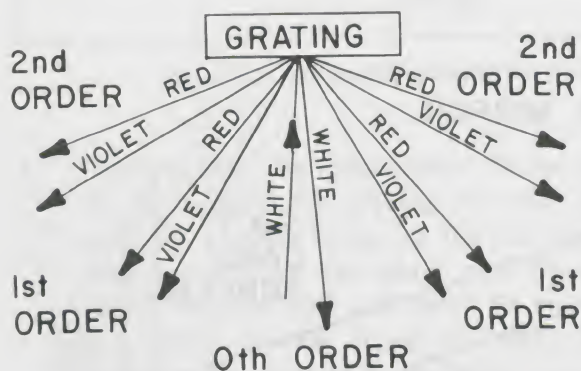 GRATING
2nd
ORDER
2nd
ORDER
RED
VIOLET
RED
VIOLET
WHITE
WHITE
RED
VIOLET
RED
VIOLET
1st
ORDER
1st
ORDER
0th ORDER